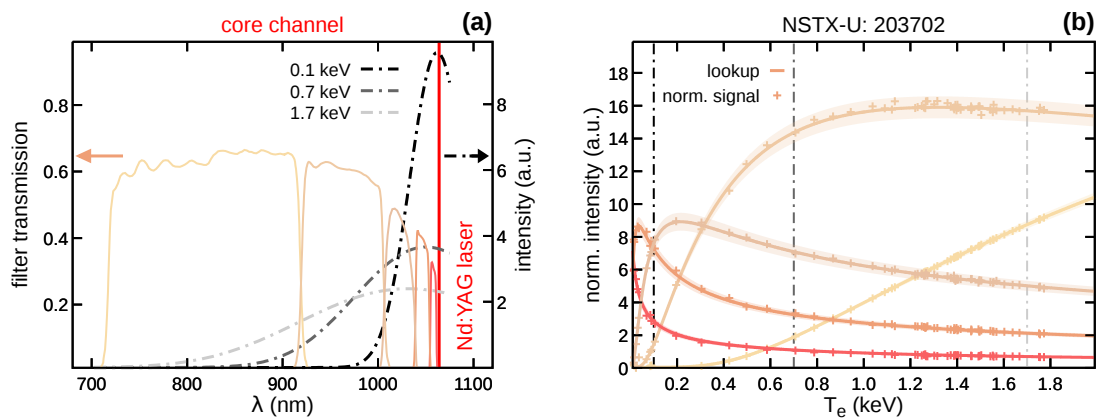 core channel
(a)
0.1 keV
0.7 keV
1.7 keV
filter transmission
0.8
0.6
0.4
0.2
8
6
4
2
intensity (a.u.)
Nd:YAG laser
700
800
900
1000
1100
λ (nm)
NSTX-U: 203702
(b)
lookup
norm. signal
norm. intensity (a.u.)
18
16
14
12
10
8
6
4
2
0
0.2
0.4
0.6
0.8
1.0
1.2
1.4
1.6
1.8
T_e (keV)